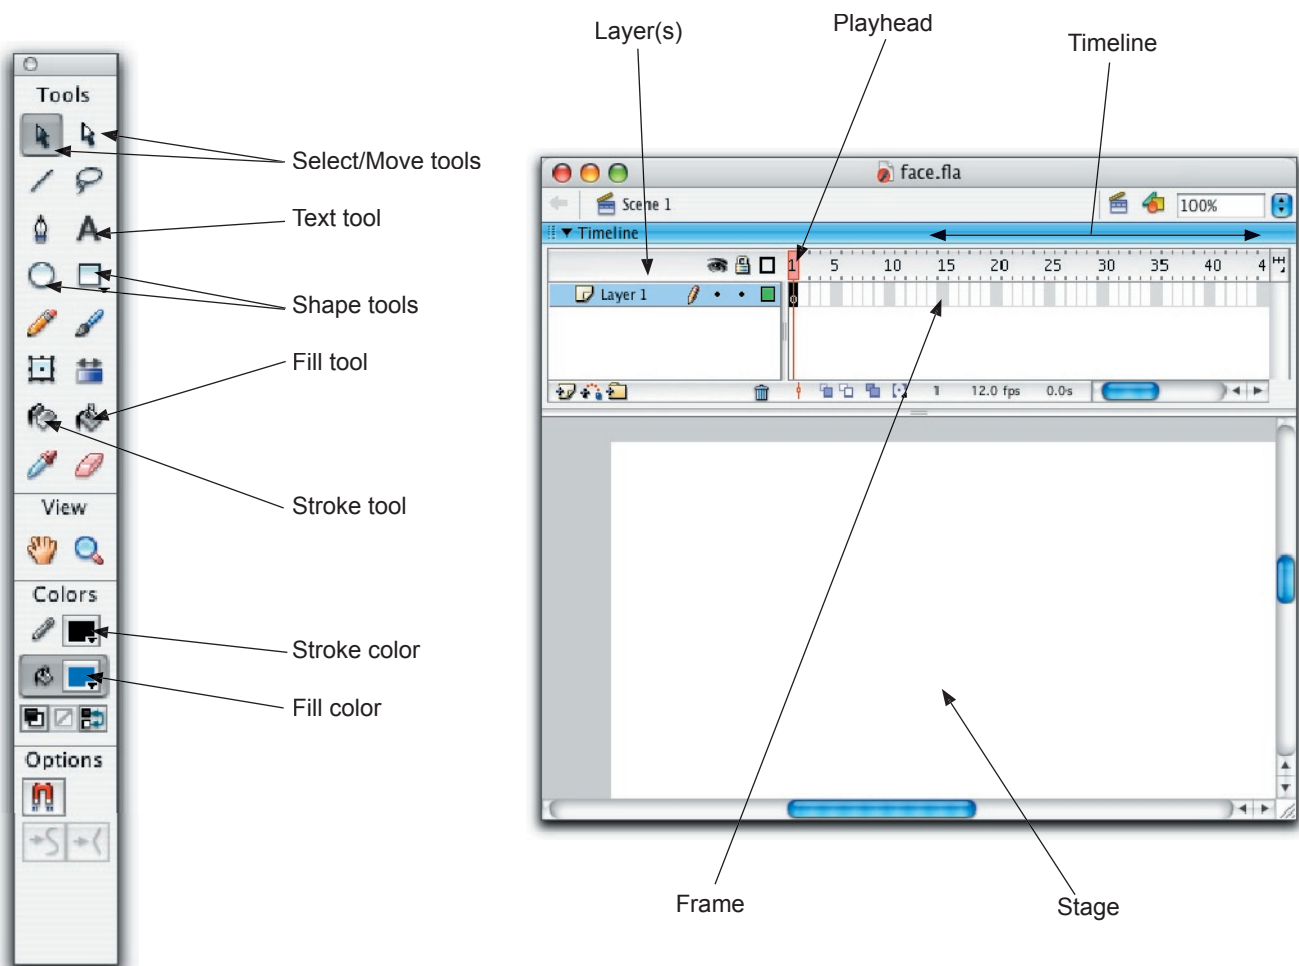 Layer(s)
Playhead
Timeline
Tools
Select/Move tools
Text tool
Shape tools
Fill tool
Stroke tool
View
Colors
Stroke color
Fill color
Options
face.fla
Scene 1
100%
Timeline
1 5 10 15 20 25 30 35 40 4
Layer 1
1 12.0 fps 0.0s
Frame
Stage